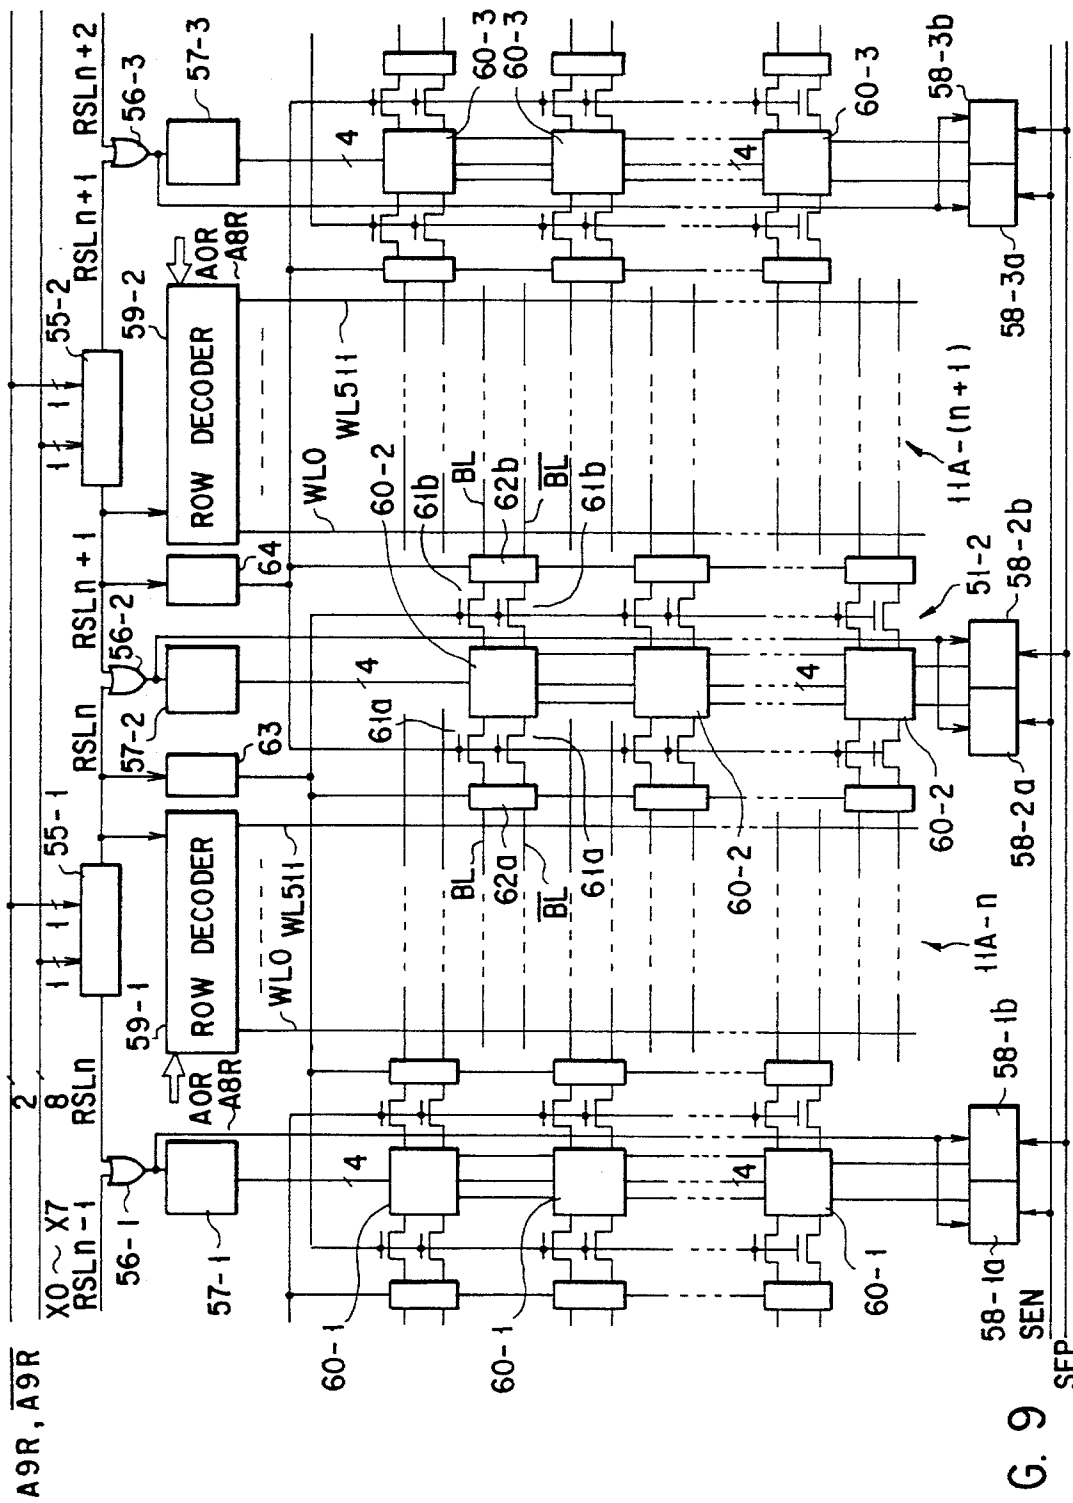 A9R, A9R
2
X0~X7
8
RSLn-1
RSLn
RSLn
RSLn+1
RSLn+1
RSLn+2
56-1
59-1
55-1
56-2
55-2
59-2
56-3
1
1
1
1
57-1
A0R
A8R
ROW DECODER
63
57-2
64
ROW DECODER
A0R
A8R
57-3
WL0
WL511
WL0
WL511
4
4
4
60-1
60-1
61a
60-2
61b
60-3
60-3
BL
62a
BL
61a
BL
62b
BL
61b
60-2
4
4
4
60-1
60-2
60-3
11A-n
51-2
11A-(n+1)
58-1a
58-1b
58-2a
58-2b
58-3a
58-3b
SEN
SEP
G. 9